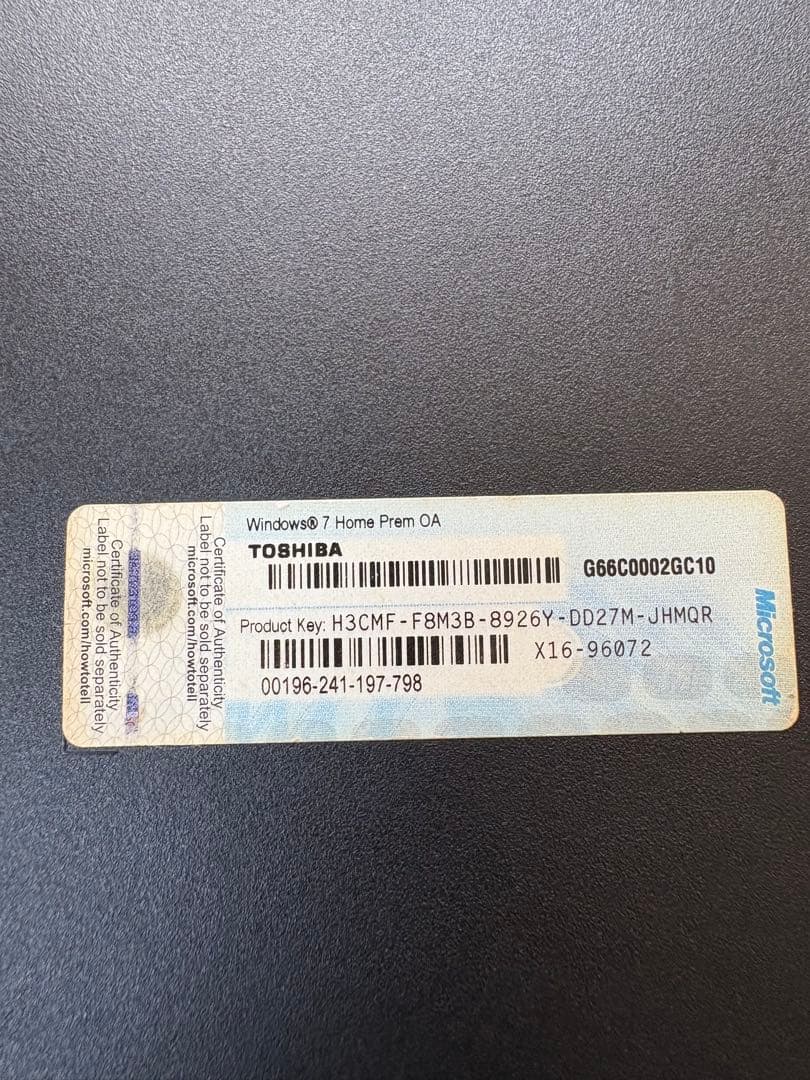 Windows® 7 Home Prem OA
TOSHIBA
G66C0002GC10
Product Key: H3CMF-F8M3B-8926Y-DD27M-JHMQR
X16-96072
00196-241-197-798
Microsoft
Certificate of Authenticity
Label not to be sold separately
microsoft.com/howtotell
Certificate of Authenticity
Label not to be sold separately
microsoft.com/howtotell